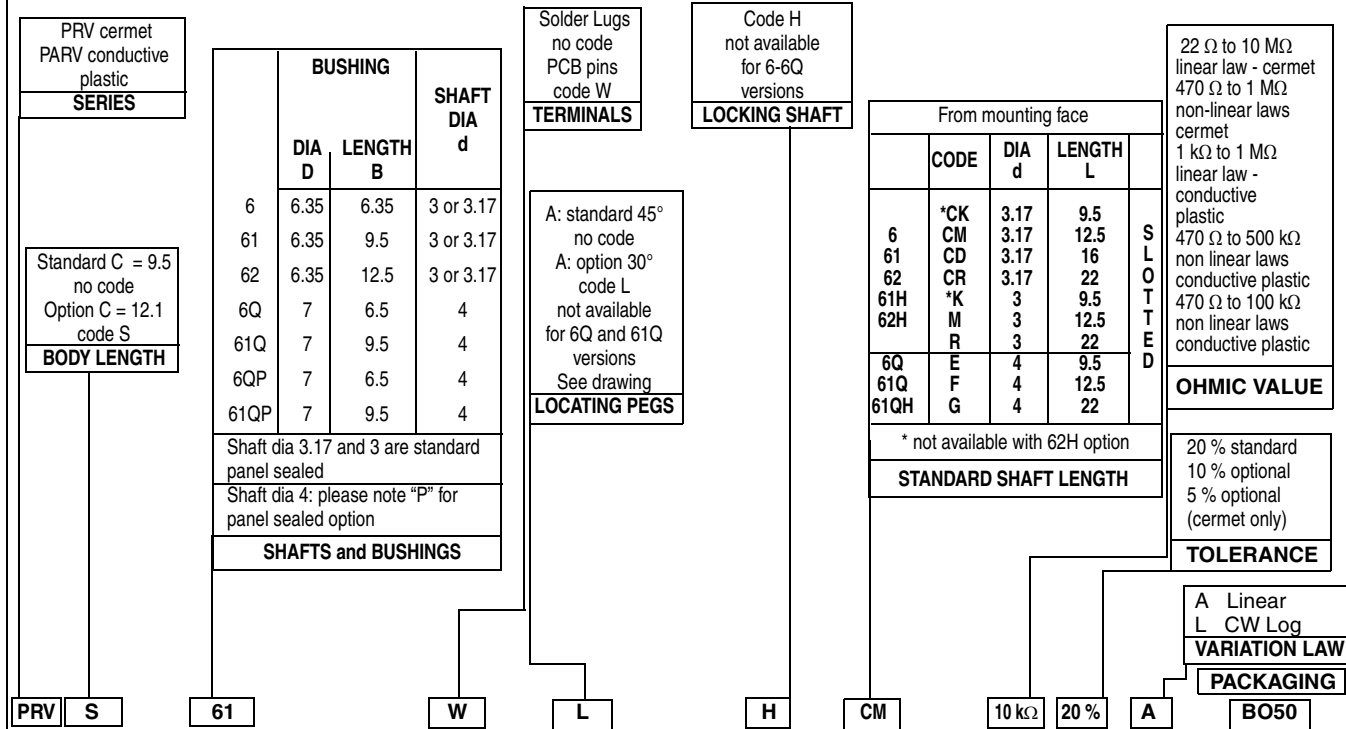 PRV cermet
PARV conductive
plastic
SERIES
Standard C = 9.5
no code
Option C = 12.1
code S
BODY LENGTH
BUSHING
SHAFT
DIA
d
DIA
D
LENGTH
B
6 6.35 6.35 3 or 3.17
61 6.35 9.5 3 or 3.17
62 6.35 12.5 3 or 3.17
6Q 7 6.5 4
61Q 7 9.5 4
6QP 7 6.5 4
61QP 7 9.5 4
Shaft dia 3.17 and 3 are standard
panel sealed
Shaft dia 4: please note “P” for
panel sealed option
SHAFTS and BUSHINGS
Solder Lugs
no code
PCB pins
code W
TERMINALS
A: standard 45°
no code
A: option 30°
code L
not available
for 6Q and 61Q
versions
See drawing
LOCATING PEGS
Code H
not available
for 6-6Q
versions
LOCKING SHAFT
From mounting face
CODE
DIA
d
LENGTH
L
*CK 3.17 9.5
6 CM 3.17 12.5
61 CD 3.17 16
62 CR 3.17 22
61H *K 3 9.5
62H M 3 12.5
R 3 22
6Q E 4 9.5
61Q F 4 12.5
61QH G 4 22
S
L
O
T
T
E
D
* not available with 62H option
STANDARD SHAFT LENGTH
22 Ω to 10 MΩ
linear law - cermet
470 Ω to 1 MΩ
non-linear laws
cermet
1 kΩ to 1 MΩ
linear law -
conductive
plastic
470 Ω to 500 kΩ
non linear laws
conductive plastic
470 Ω to 100 kΩ
non linear laws
conductive plastic
OHMIC VALUE
20 % standard
10 % optional
5 % optional
(cermet only)
TOLERANCE
A Linear
L CW Log
VARIATION LAW
PACKAGING
PRV S 61 W L H CM 10 kΩ 20 % A BO50